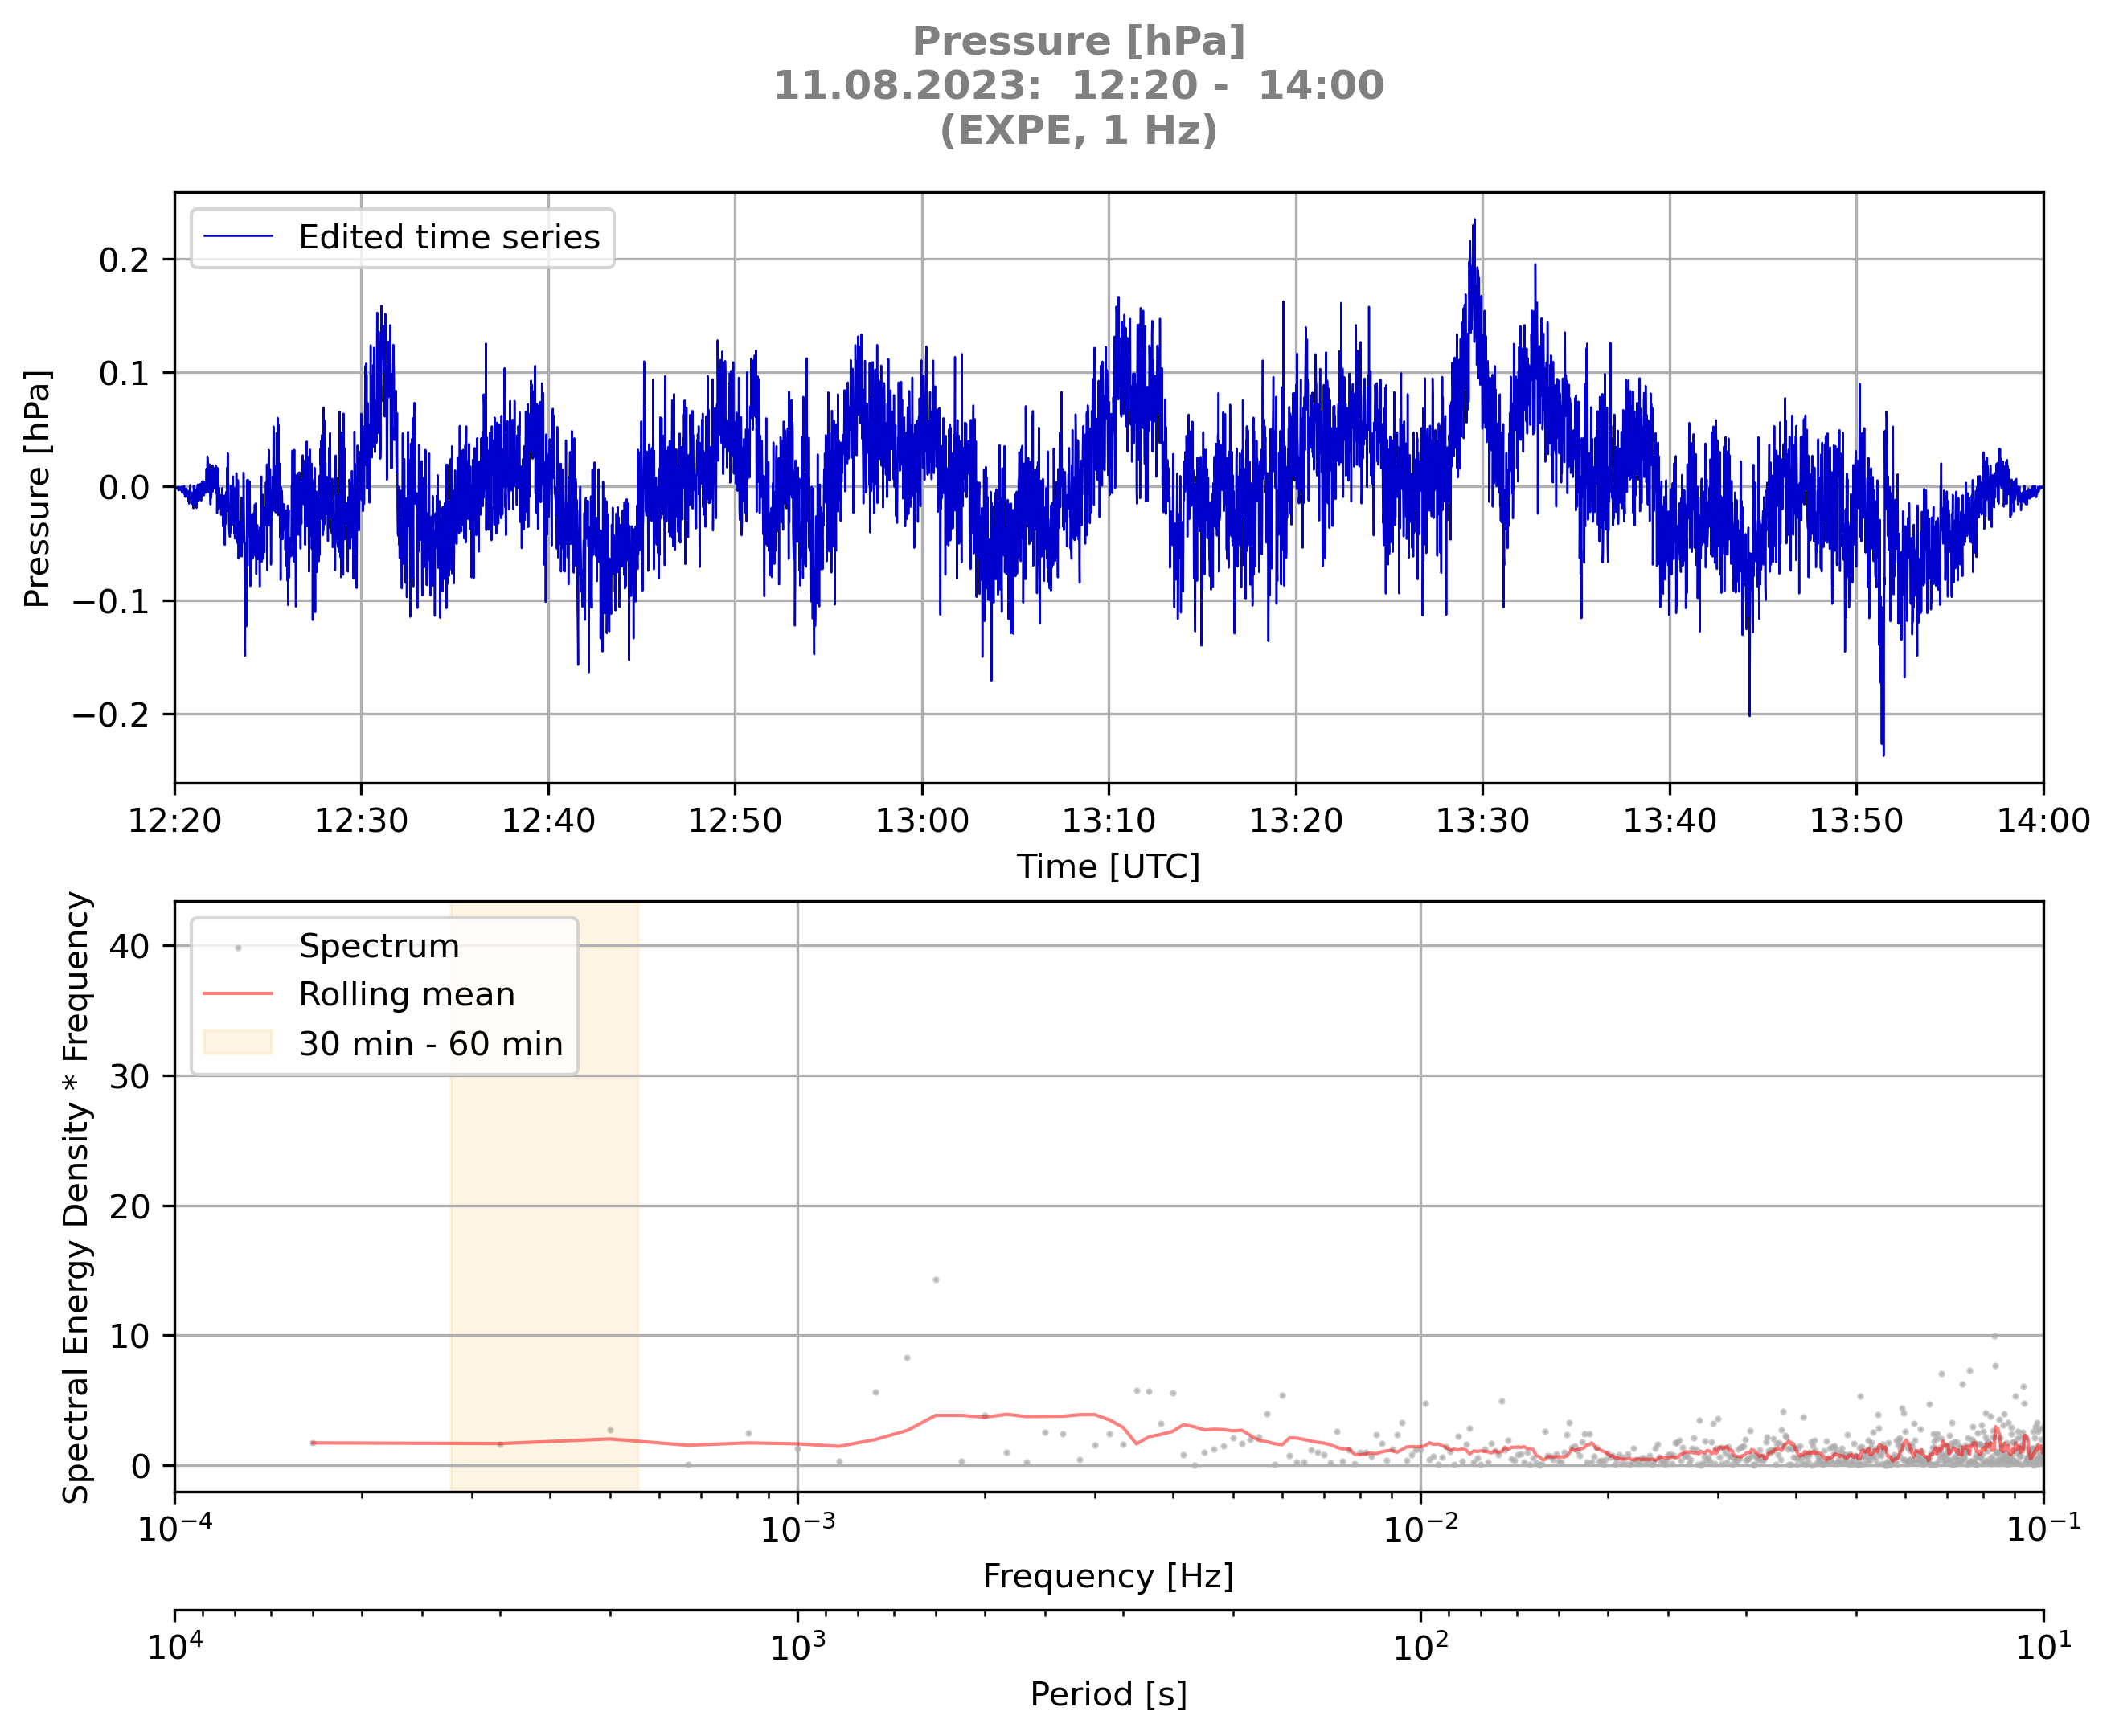 Pressure [hPa]
11.08.2023:  12:20 -  14:00
(EXPE, 1 Hz)
Edited time series
Pressure [hPa]
0.2
0.1
0.0
−0.1
−0.2
12:20 12:30 12:40 12:50 13:00 13:10 13:20 13:30 13:40 13:50 14:00
Time [UTC]
Spectrum
Rolling mean
30 min - 60 min
Spectral Energy Density * Frequency
40
30
20
10
0
10⁻⁴ 10⁻³ 10⁻² 10⁻¹
Frequency [Hz]
10⁴ 10³ 10² 10¹
Period [s]